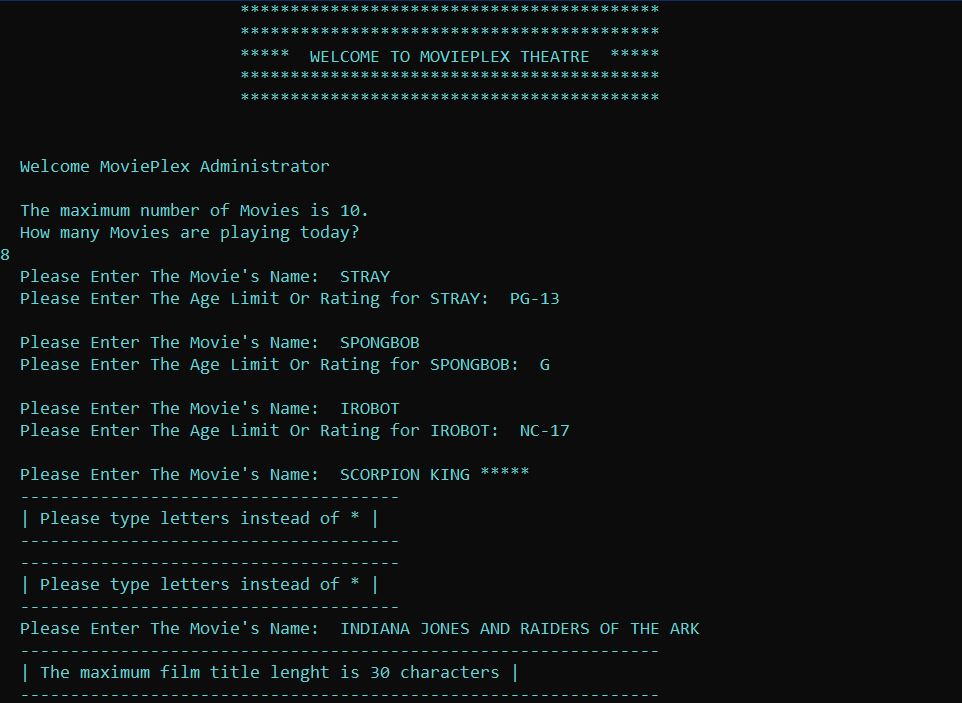 ******************************************
******************************************
*****  WELCOME TO MOVIEPLEX THEATRE  *****
******************************************
******************************************
Welcome MoviePlex Administrator
The maximum number of Movies is 10.
How many Movies are playing today?
8
Please Enter The Movie's Name:  STRAY
Please Enter The Age Limit Or Rating for STRAY:  PG-13
Please Enter The Movie's Name:  SPONGBOB
Please Enter The Age Limit Or Rating for SPONGBOB:  G
Please Enter The Movie's Name:  IROBOT
Please Enter The Age Limit Or Rating for IROBOT:  NC-17
Please Enter The Movie's Name:  SCORPION KING *****
--------------------------------------
| Please type letters instead of * |
--------------------------------------
--------------------------------------
| Please type letters instead of * |
--------------------------------------
Please Enter The Movie's Name:  INDIANA JONES AND RAIDERS OF THE ARK
----------------------------------------------------------------
| The maximum film title lenght is 30 characters |
----------------------------------------------------------------